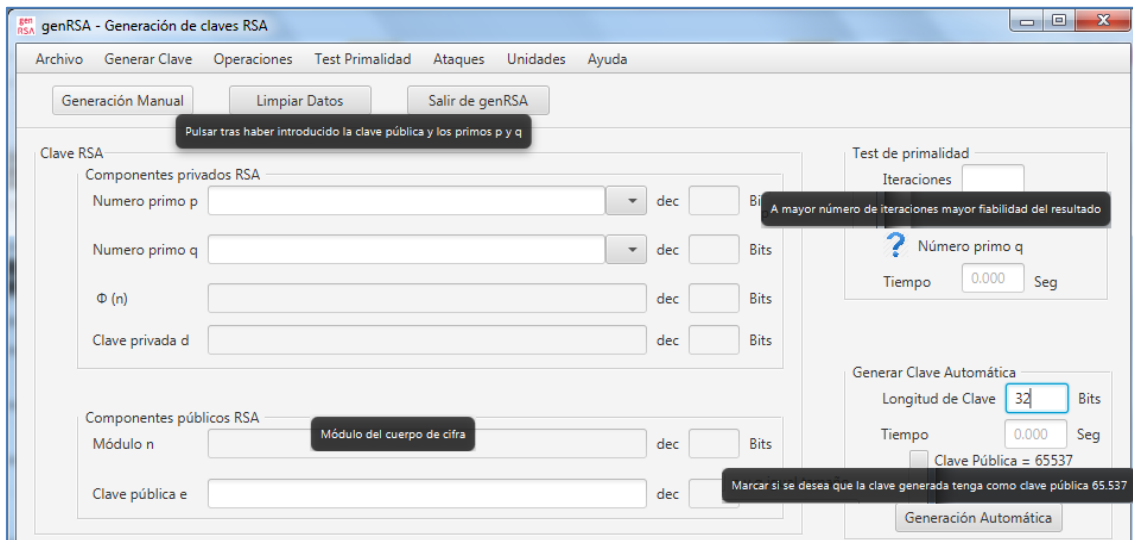 gen
RSA
genRSA - Generación de claves RSA
Archivo Generar Clave Operaciones Test Primalidad Ataques Unidades Ayuda
Generación Manual Limpiar Datos Salir de genRSA
Pulsar tras haber introducido la clave pública y los primos p y q
Clave RSA
Componentes privados RSA
Numero primo p dec
Numero primo q dec Bits
Φ (n) dec Bits
Clave privada d dec Bits
Componentes públicos RSA
Módulo del cuerpo de cifra
Módulo n dec Bits
Clave pública e dec
Test de primalidad
Iteraciones
A mayor número de iteraciones mayor fiabilidad del resultado
? Número primo q
Tiempo 0.000 Seg
Generar Clave Automática
Longitud de Clave 32 Bits
Tiempo 0.000 Seg
Clave Pública = 65537
Marcar si se desea que la clave generada tenga como clave pública 65.537
Generación Automática